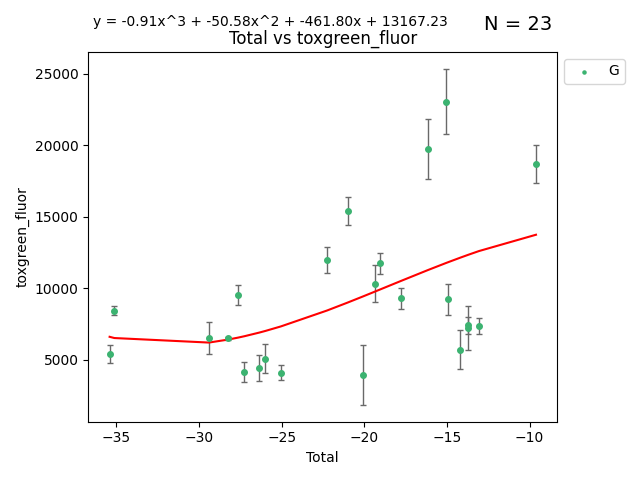 y = -0.91x^3 + -50.58x^2 + -461.80x + 13167.23
N = 23
Total vs toxgreen_fluor
G
toxgreen_fluor
25000
20000
15000
10000
5000
−35
−30
−25
−20
−15
−10
Total